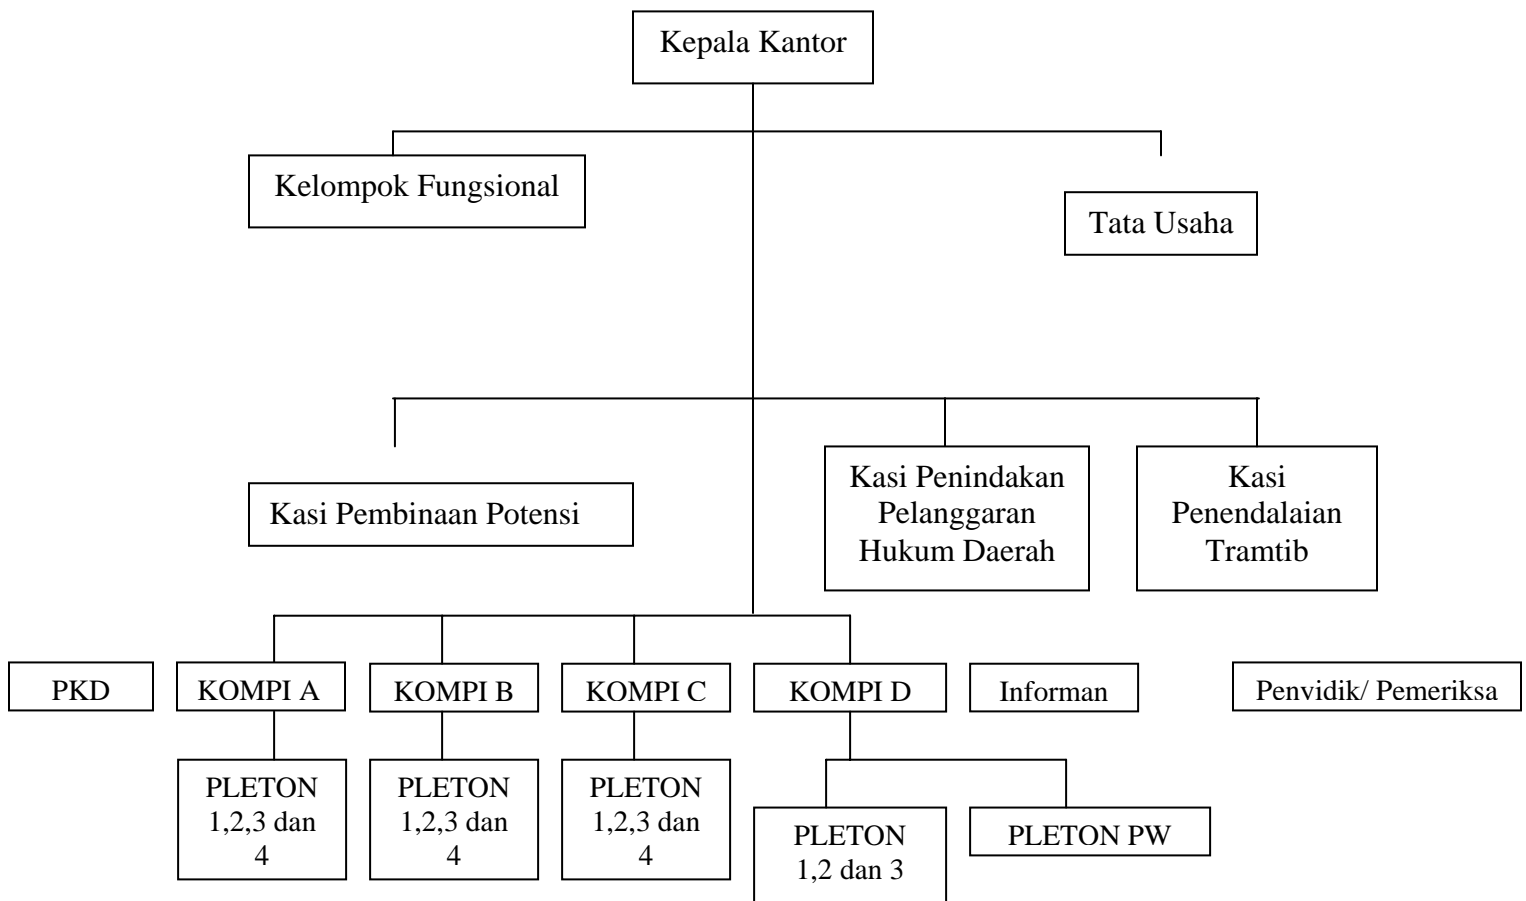 Kepala Kantor
Kelompok Fungsional
Tata Usaha
Kasi Pembinaan Potensi
Kasi Penindakan
Pelanggaran
Hukum Daerah
Kasi
Penendalaian
Tramtib
PKD
KOMPI A
KOMPI B
KOMPI C
KOMPI D
Informan
Penvidik/ Pemeriksa
PLETON
1,2,3 dan
4
PLETON
1,2,3 dan
4
PLETON
1,2,3 dan
4
PLETON
1,2 dan 3
PLETON PW